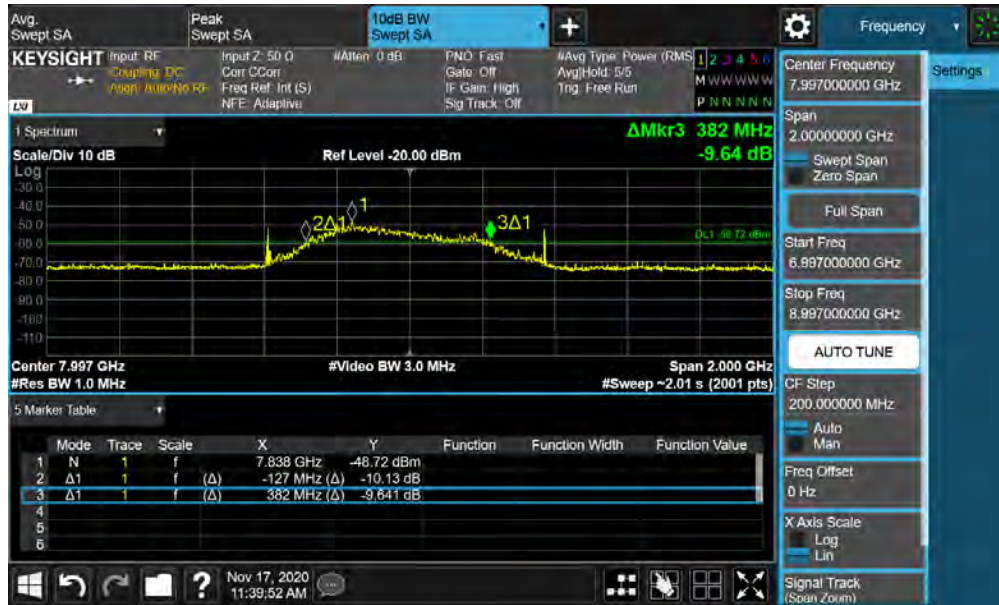 Avg.
Swept SA
Peak
Swept SA
10dB BW
Swept SA
Frequency
KEYSIGHT
Input: RF
Coupling: DC
Align: Auto/No RF
Input Z: 50 Ω
Corr CCorr
Freq Ref: Int (S)
NFE: Adaptive
#Atten: 0 dB
PNO: Fast
Gate: Off
IF Gain: High
Sig Track: Off
#Avg Type: Power (RMS
Avg|Hold: 5/5
Trig: Free Run
1 2 3 4 5 6
M W W W W W
P N N N N N
LXI
1 Spectrum
ΔMkr3 382 MHz
-9.64 dB
Scale/Div 10 dB
Ref Level -20.00 dBm
Log
-30.0
-40.0
-50.0
-60.0
-70.0
-80.0
-90.0
-100
-110
2Δ1
1
3Δ1
DL1 -58.72 dBm
Center 7.997 GHz
#Res BW 1.0 MHz
#Video BW 3.0 MHz
Span 2.000 GHz
#Sweep ~2.01 s (2001 pts)
5 Marker Table
Mode Trace Scale X Y Function Function Width Function Value
1 N 1 f 7.838 GHz -48.72 dBm
2 Δ1 1 f (Δ) -127 MHz (Δ) -10.13 dB
3 Δ1 1 f (Δ) 382 MHz (Δ) -9.641 dB
4
5
6
Nov 17, 2020
11:39:52 AM
Center Frequency
7.997000000 GHz
Settings
Span
2.00000000 GHz
Swept Span
Zero Span
Full Span
Start Freq
6.997000000 GHz
Stop Freq
8.997000000 GHz
AUTO TUNE
CF Step
200.000000 MHz
Auto
Man
Freq Offset
0 Hz
X Axis Scale
Log
Lin
Signal Track
(Span Zoom)